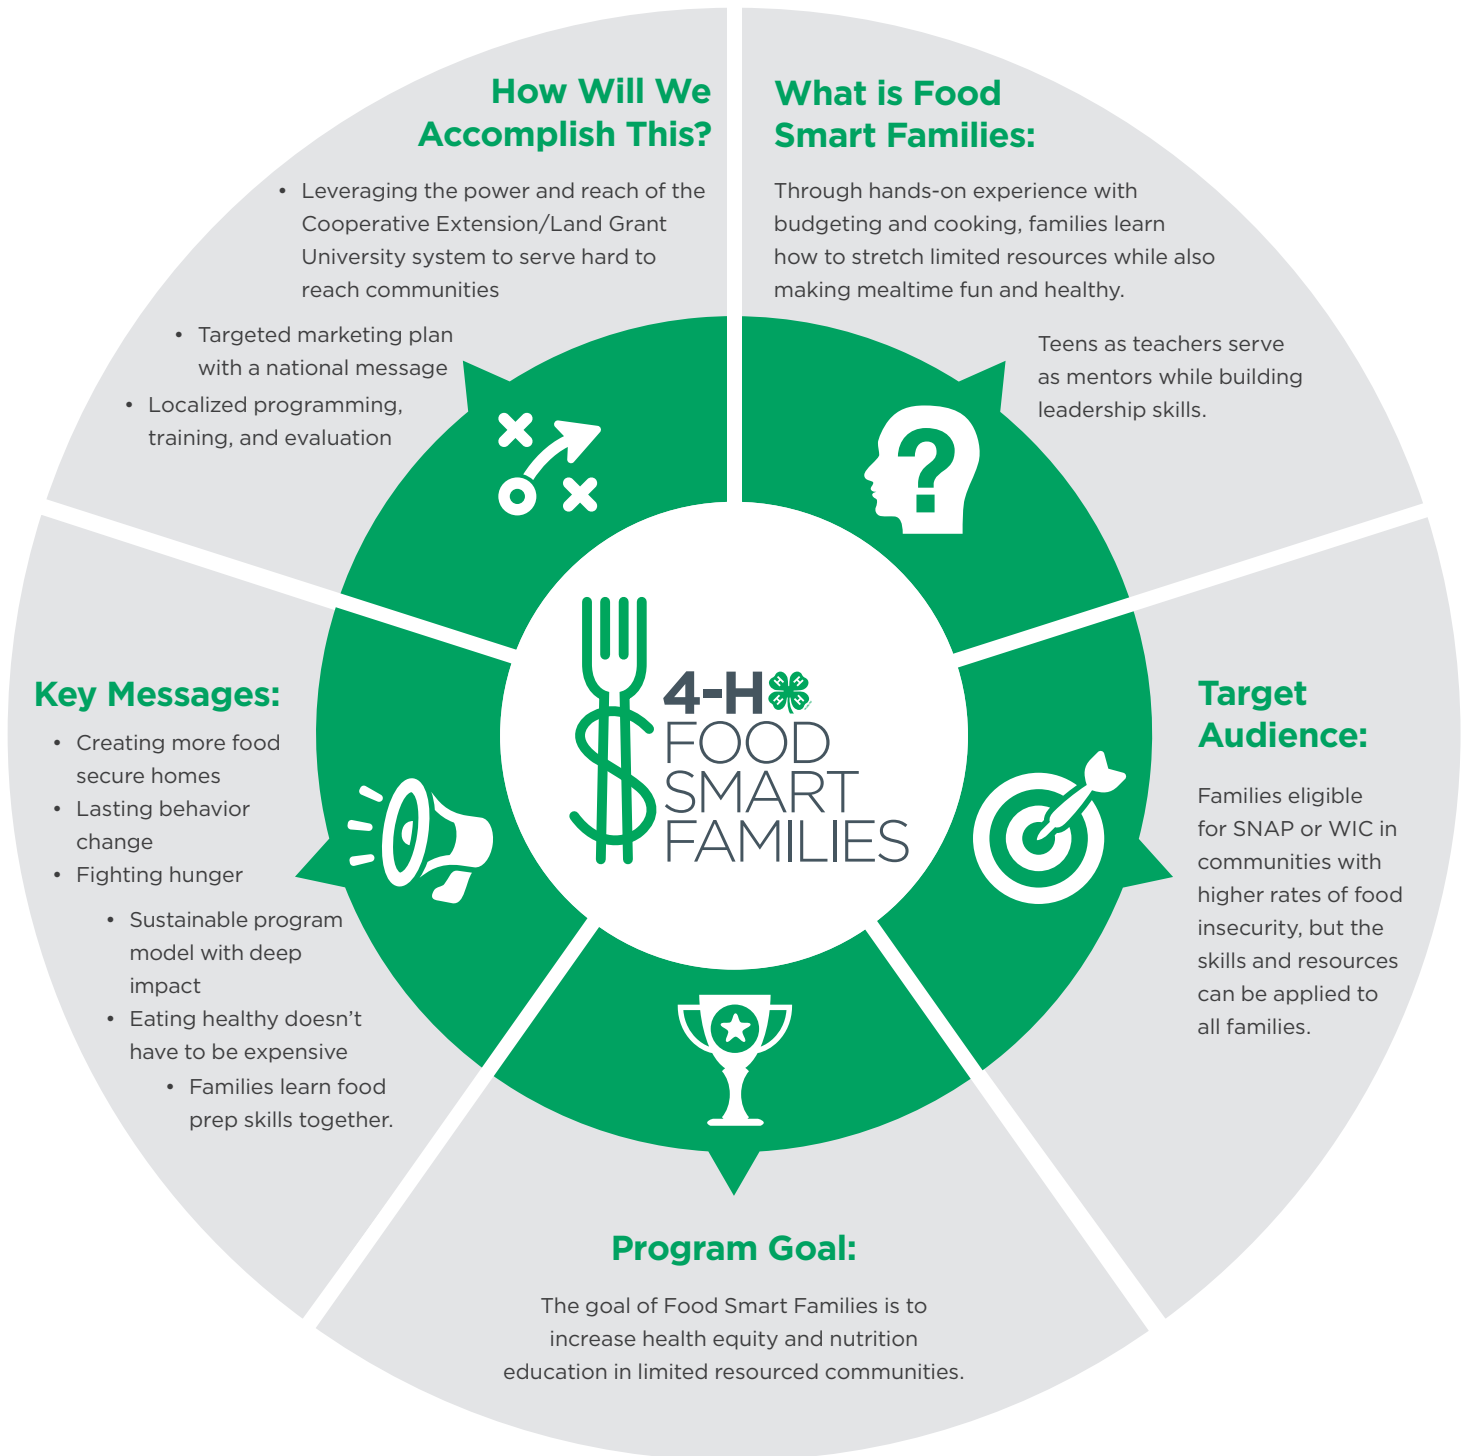 How Will We
Accomplish This?
• Leveraging the power and reach of the
Cooperative Extension/Land Grant
University system to serve hard to
reach communities
• Targeted marketing plan
with a national message
• Localized programming,
training, and evaluation
What is Food
Smart Families:
Through hands-on experience with
budgeting and cooking, families learn
how to stretch limited resources while also
making mealtime fun and healthy.
Teens as teachers serve
as mentors while building
leadership skills.
?
Target
Audience:
Families eligible
for SNAP or WIC in
communities with
higher rates of food
insecurity, but the
skills and resources
can be applied to
all families.
Program Goal:
The goal of Food Smart Families is to
increase health equity and nutrition
education in limited resourced communities.
Key Messages:
• Creating more food
secure homes
• Lasting behavior
change
• Fighting hunger
• Sustainable program
model with deep
impact
• Eating healthy doesn’t
have to be expensive
• Families learn food
prep skills together.
4-H
H H H H
FOOD
SMART
FAMILIES